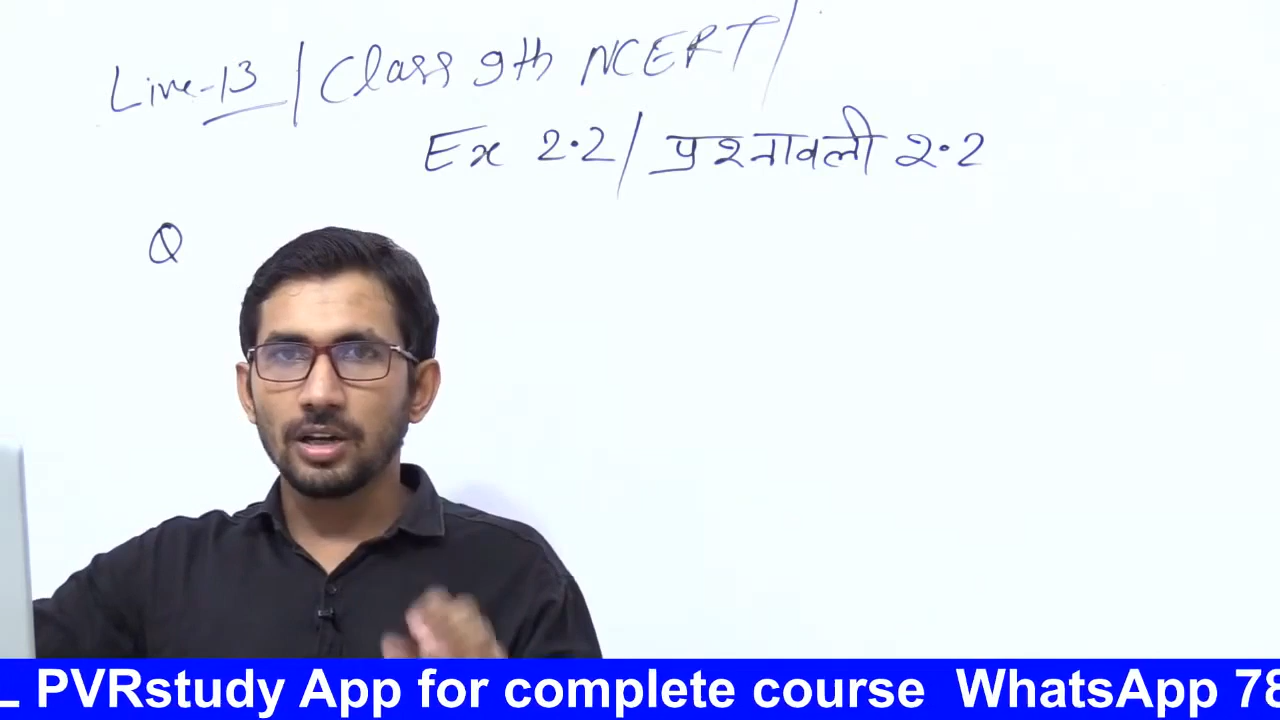 Live-13 / Class 9th NCERT /
Ex 2.2 / प्रश्नावली 2.2
Q
L PVRstudy App for complete course WhatsApp 78